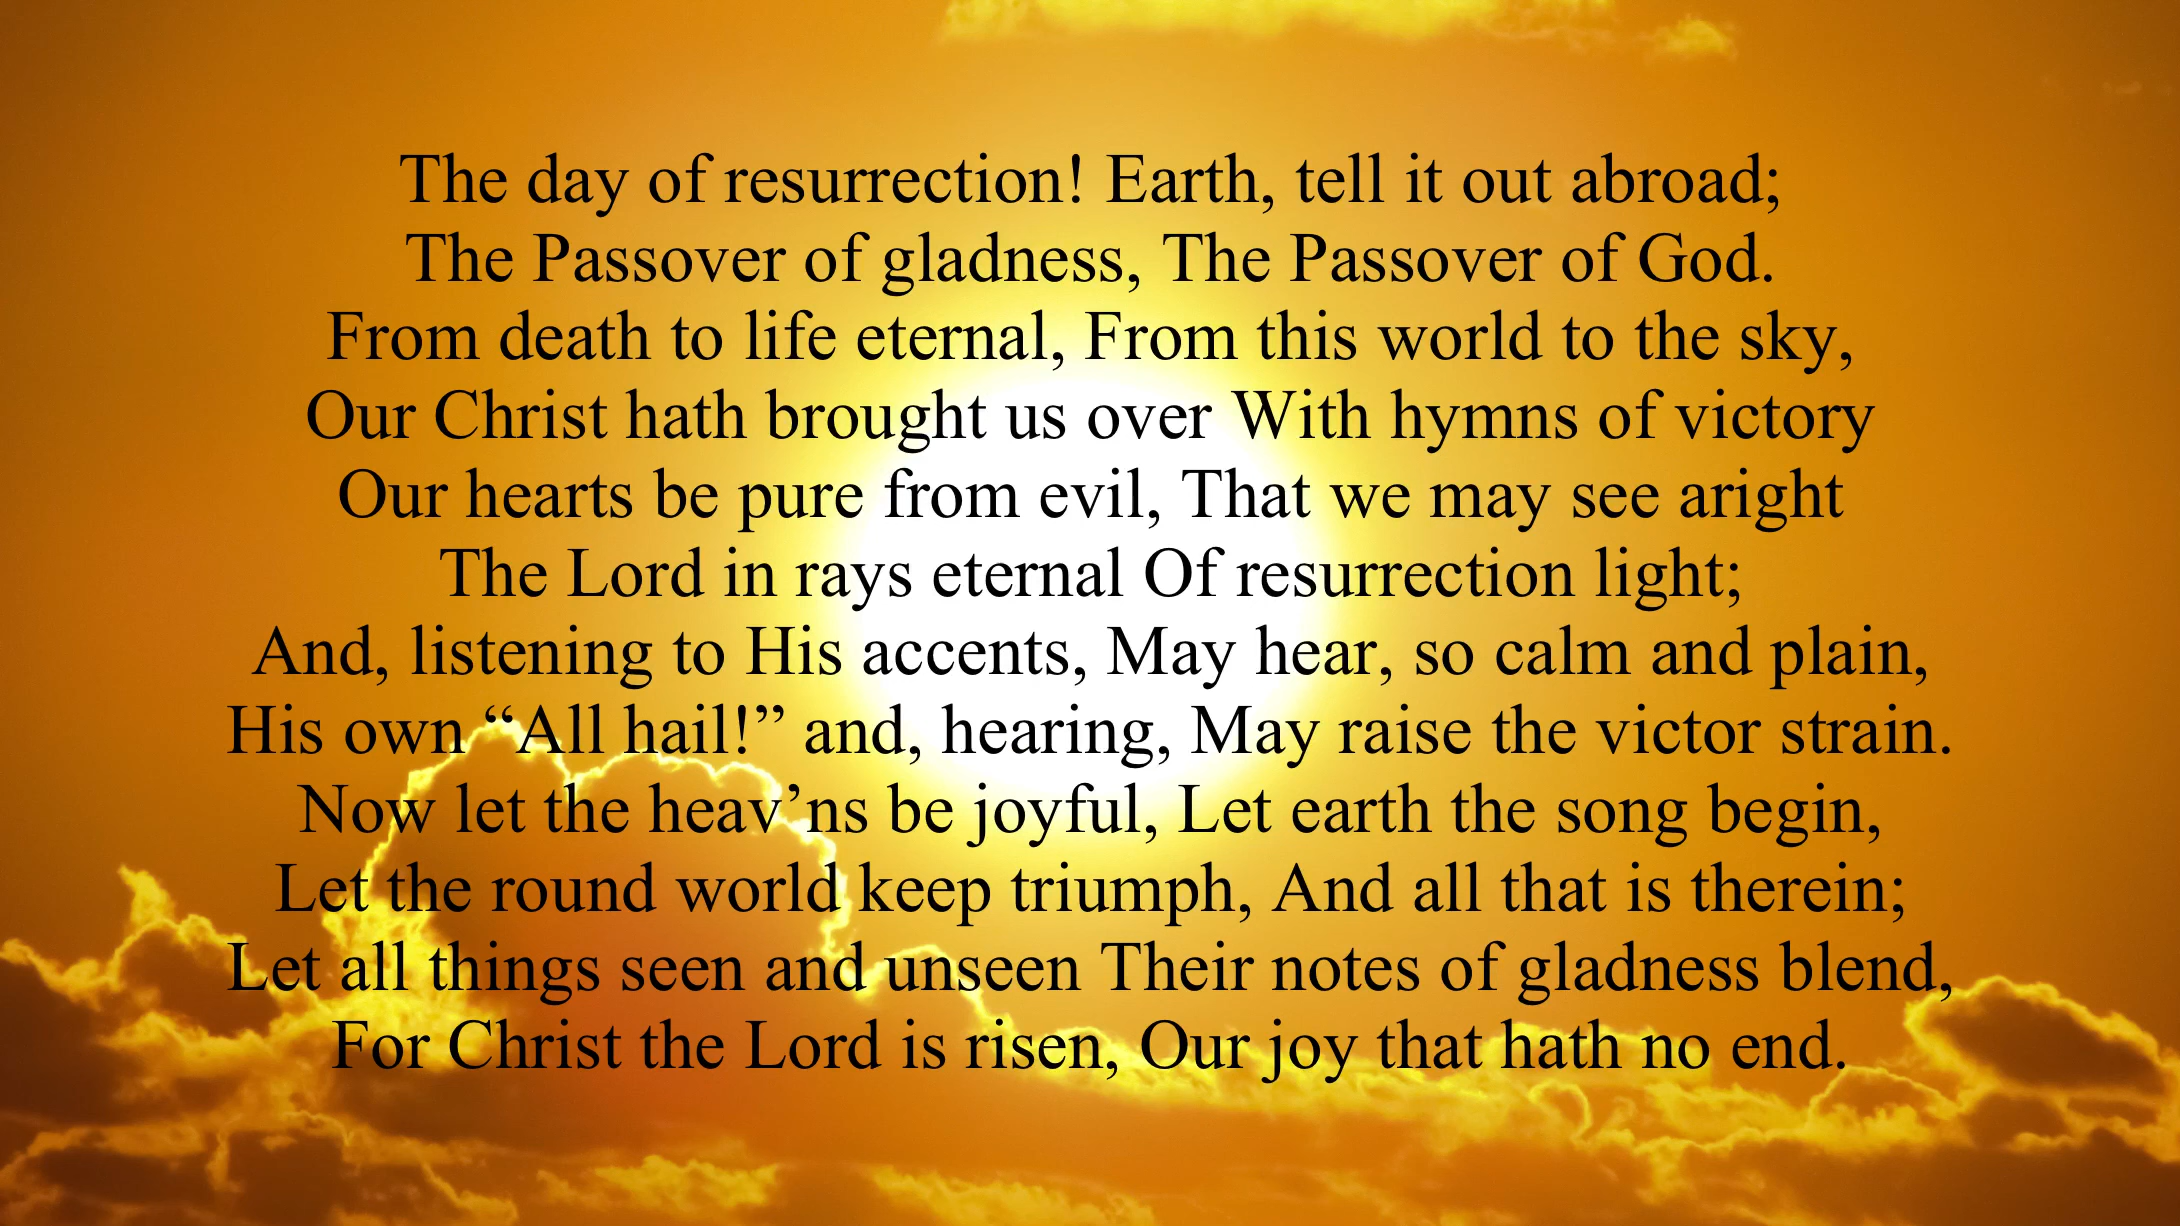 The day of resurrection! Earth, tell it out abroad;
The Passover of gladness, The Passover of God.
From death to life eternal, From this world to the sky,
Our Christ hath brought us over With hymns of victory
Our hearts be pure from evil, That we may see aright
The Lord in rays eternal Of resurrection light;
And, listening to His accents, May hear, so calm and plain,
His own “All hail!” and, hearing, May raise the victor strain.
Now let the heav’ns be joyful, Let earth the song begin,
Let the round world keep triumph, And all that is therein;
Let all things seen and unseen Their notes of gladness blend,
For Christ the Lord is risen, Our joy that hath no end.